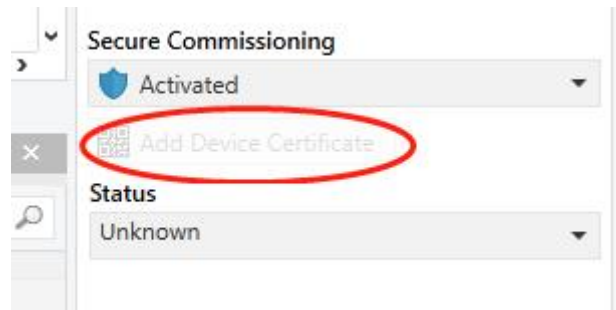 Secure Commissioning
Activated
Add Device Certificate
Status
Unknown